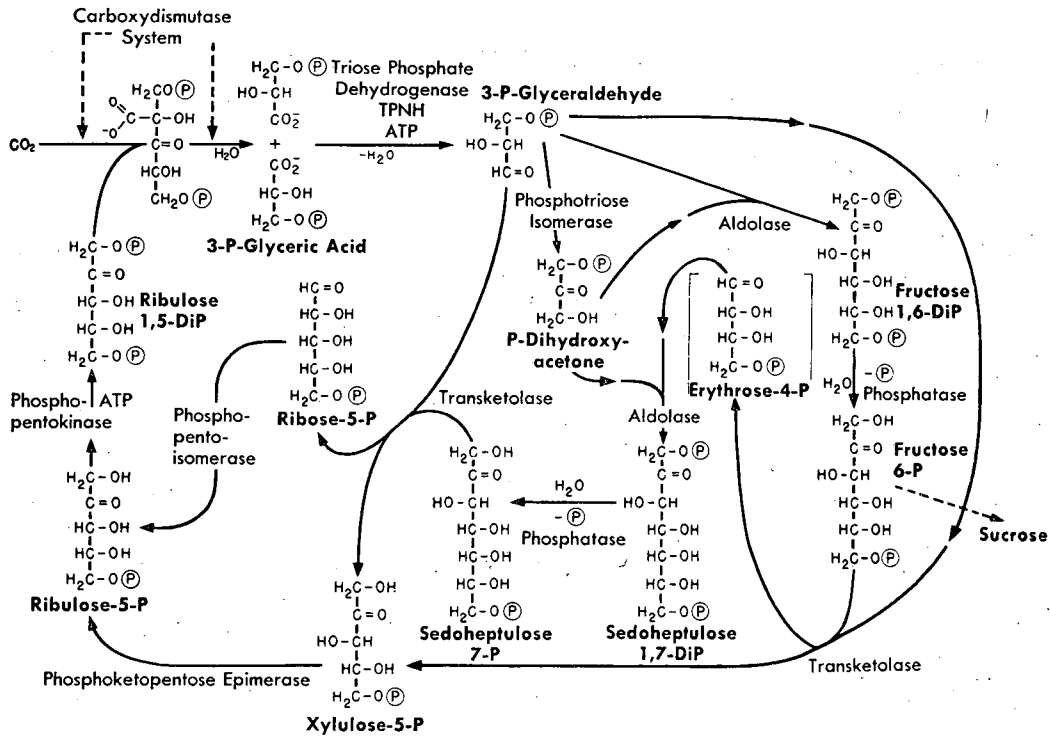 Carboxydismutase
System
CO₂
H₂CO Ⓟ
O
⁻O
C-OH
C=O
HCOH
CH₂O Ⓟ
H₂O
H₂C-O Ⓟ
HO-CH
CO₂⁻
+
CO₂⁻
HC-OH
H₂C-O Ⓟ
3-P-Glyceric Acid
Triose Phosphate
Dehydrogenase
TPNH
ATP
-H₂O
3-P-Glyceraldehyde
H₂C-O Ⓟ
HO-CH
HC=O
Phosphotriose
Isomerase
Aldolase
H₂C-O Ⓟ
C=O
H₂C-OH
P-Dihydroxy-
acetone
HC=O
HC-OH
HC-OH
H₂C-O Ⓟ
Erythrose-4-P
H₂C-O Ⓟ
C=O
HO-CH
HC-OH
HC-OH
H₂C-O Ⓟ
Fructose
1,6-DiP
H₂O
-Ⓟ
Phosphatase
H₂C-OH
C=O
HO-CH
HC-OH
HC-OH
H₂C-O Ⓟ
Fructose
6-P
Sucrose
H₂C-O Ⓟ
C=O
HC-OH
HC-OH
H₂C-O Ⓟ
Ribulose
1,5-DiP
Phospho-
pentokinase
ATP
HC=O
HC-OH
HC-OH
HC-OH
H₂C-O Ⓟ
Ribose-5-P
Phospho-
pento-
isomerase
Transketolase
Aldolase
H₂C-OH
C=O
HC-OH
HC-OH
H₂C-O Ⓟ
Ribulose-5-P
H₂C-OH
C=O
HO-CH
HC-OH
HC-OH
HC-OH
H₂C-O Ⓟ
Sedoheptulose
7-P
H₂O
-Ⓟ
Phosphatase
H₂C-O Ⓟ
C=O
HO-CH
HC-OH
HC-OH
HC-OH
H₂C-O Ⓟ
Sedoheptulose
1,7-DiP
Transketolase
Phosphoketopentose Epimerase
H₂C-OH
C=O
HO-CH
HC-OH
H₂C-O Ⓟ
Xylulose-5-P